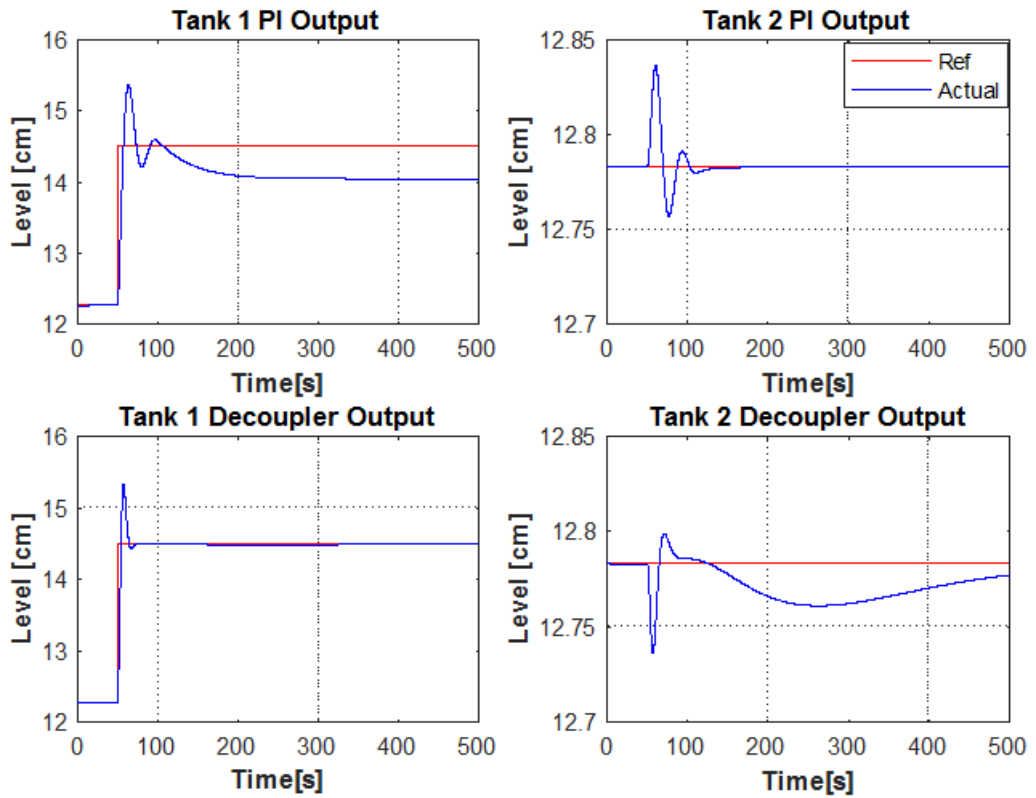 Tank 1 PI Output
16
15
14
13
12
Level [cm]
0 100 200 300 400 500
Time[s]
Tank 2 PI Output
12.85
12.8
12.75
12.7
Level [cm]
0 100 200 300 400 500
Time[s]
Ref
Actual
Tank 1 Decoupler Output
16
15
14
13
12
Level [cm]
0 100 200 300 400 500
Time[s]
Tank 2 Decoupler Output
12.85
12.8
12.75
12.7
Level [cm]
0 100 200 300 400 500
Time[s]